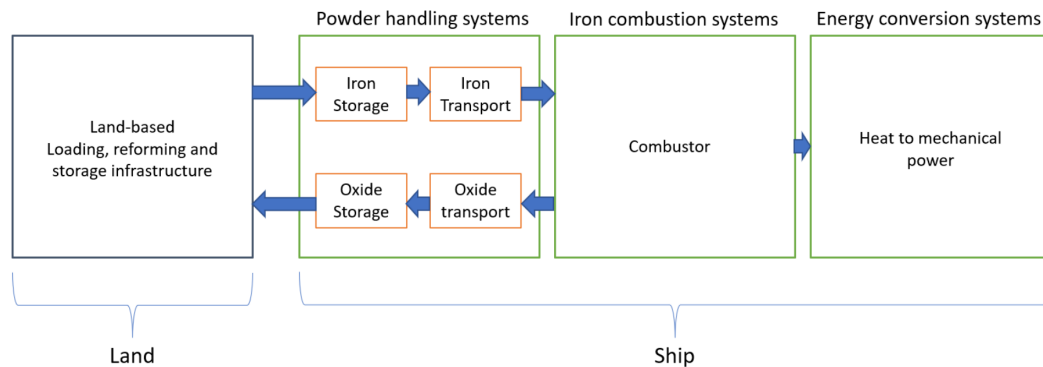 Powder handling systems
Iron combustion systems
Energy conversion systems
Land-based
Loading, reforming and
storage infrastructure
Iron
Storage
Iron
Transport
Oxide
Storage
Oxide
transport
Combustor
Heat to mechanical
power
Land
Ship